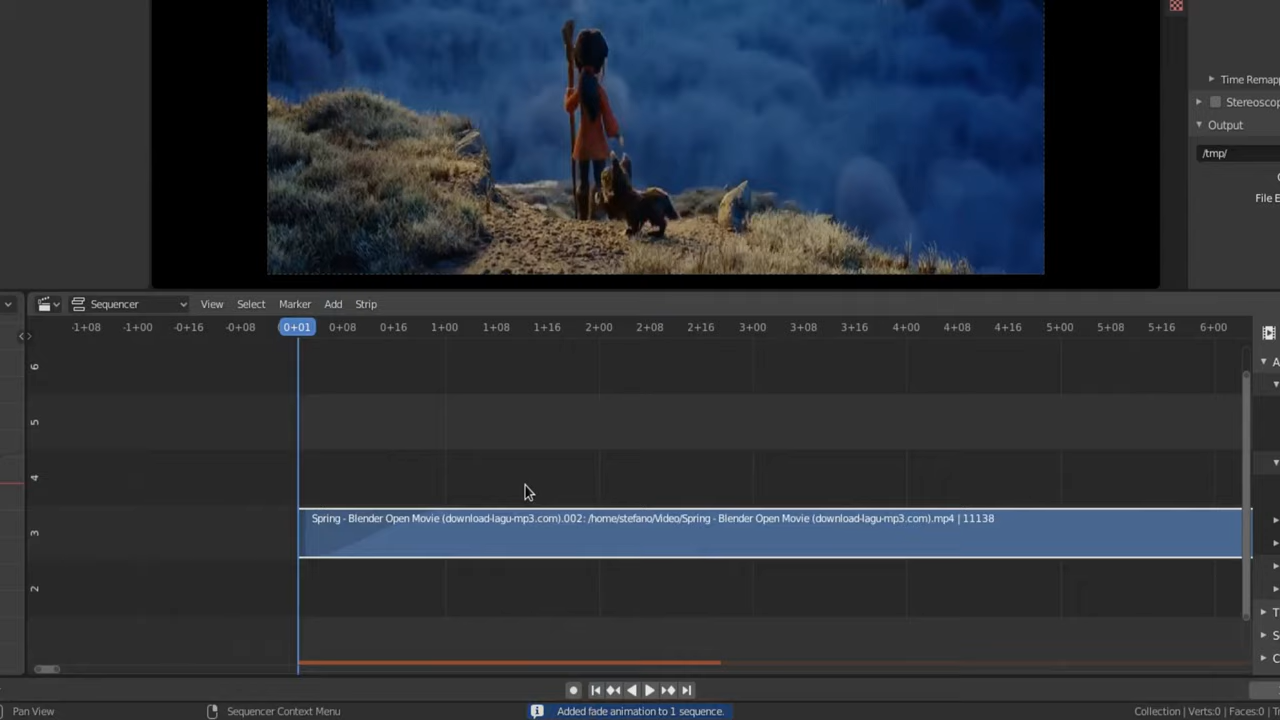 Time Remap
Stereoscop
Output
/tmp/
File E
Sequencer View Select Marker Add Strip
-1+08 -1+00 -0+16 -0+08 0+01 0+08 0+16 1+00 1+08 1+16 2+00 2+08 2+16 3+00 3+08 3+16 4+00 4+08 4+16 5+00 5+08 5+16 6+00
6
5
4
Spring - Blender Open Movie (download-lagu-mp3.com).002: /home/stefano/Video/Spring - Blender Open Movie (download-lagu-mp3.com).mp4 | 11138
3
2
Pan View Sequencer Context Menu Added fade animation to 1 sequence. Collection | Verts:0 | Faces:0 | Tr